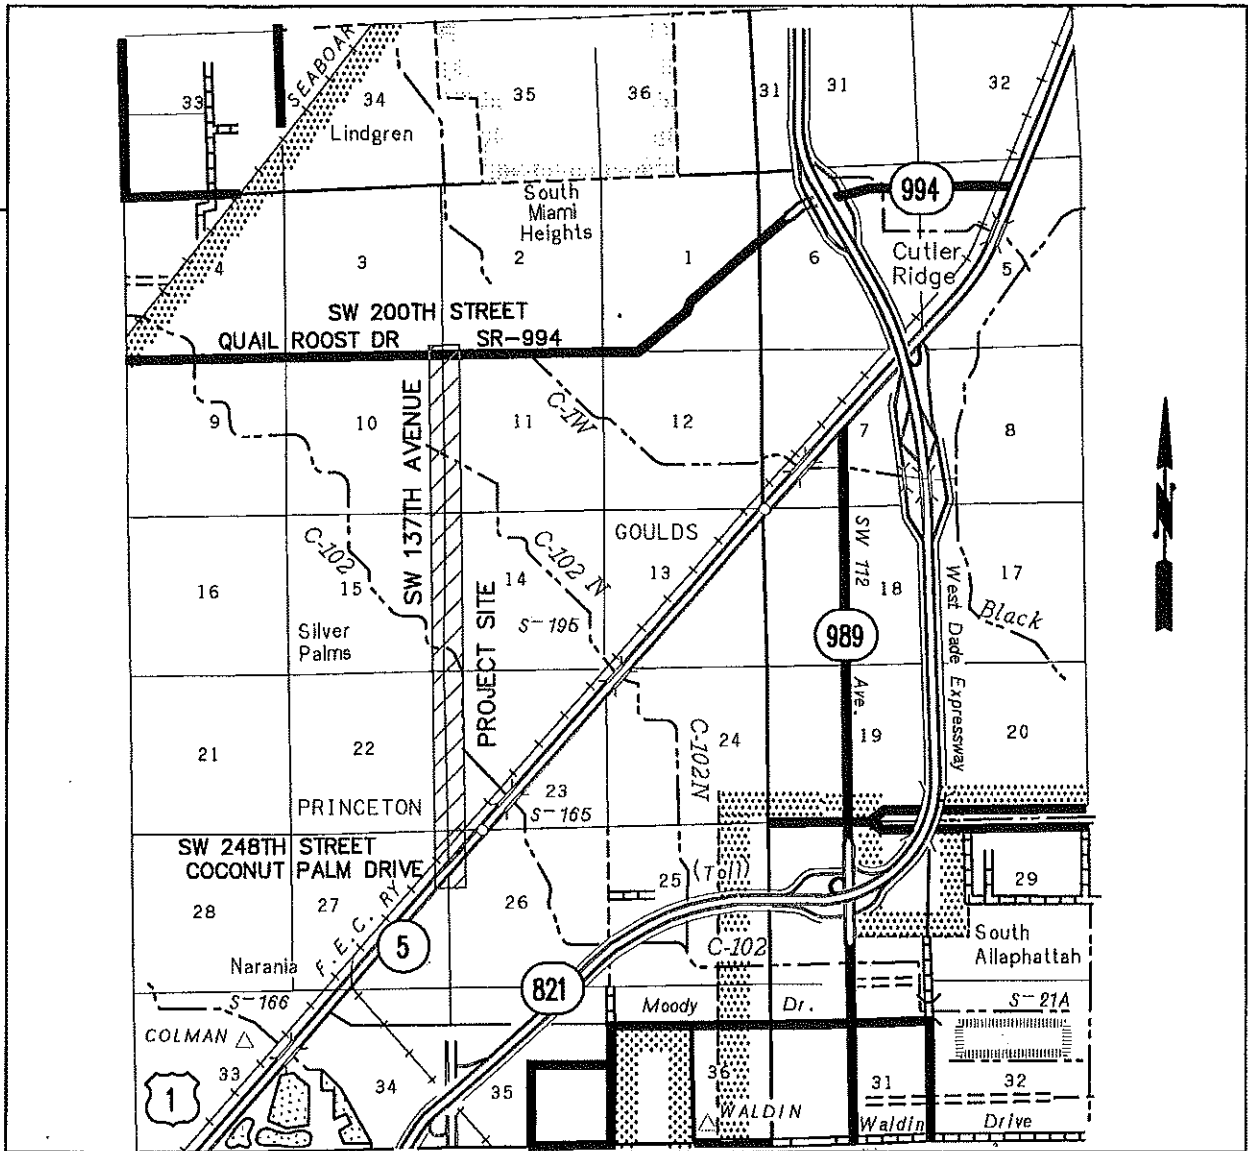 SEABOAR
33
34
35
36
31
31
32
Lindgren
994
South
Miami
Heights
Cutler
Ridge
4
3
2
1
6
5
SW 200TH STREET
QUAIL ROOST DR
SR-994
9
10
SW 137TH AVENUE
11
C-1W
12
7
8
N
C-102
C-102 N
GOULDS
16
15
14
13
SW 112
18
17
S-195
PROJECT SITE
Silver
Palms
989
West Dade Expressway
Black
Ave.
21
22
23
C-102N
24
19
20
PRINCETON
S-165
SW 248TH STREET
COCONUT PALM DRIVE
28
27
26
25
(Toll)
29
F.E.C. RY
5
C-102
South
Allaphattah
Narania
S-166
821
Moody
Dr.
S-21A
COLMAN
33
34
35
36
31
32
1
WALDIN
Waldin
Drive